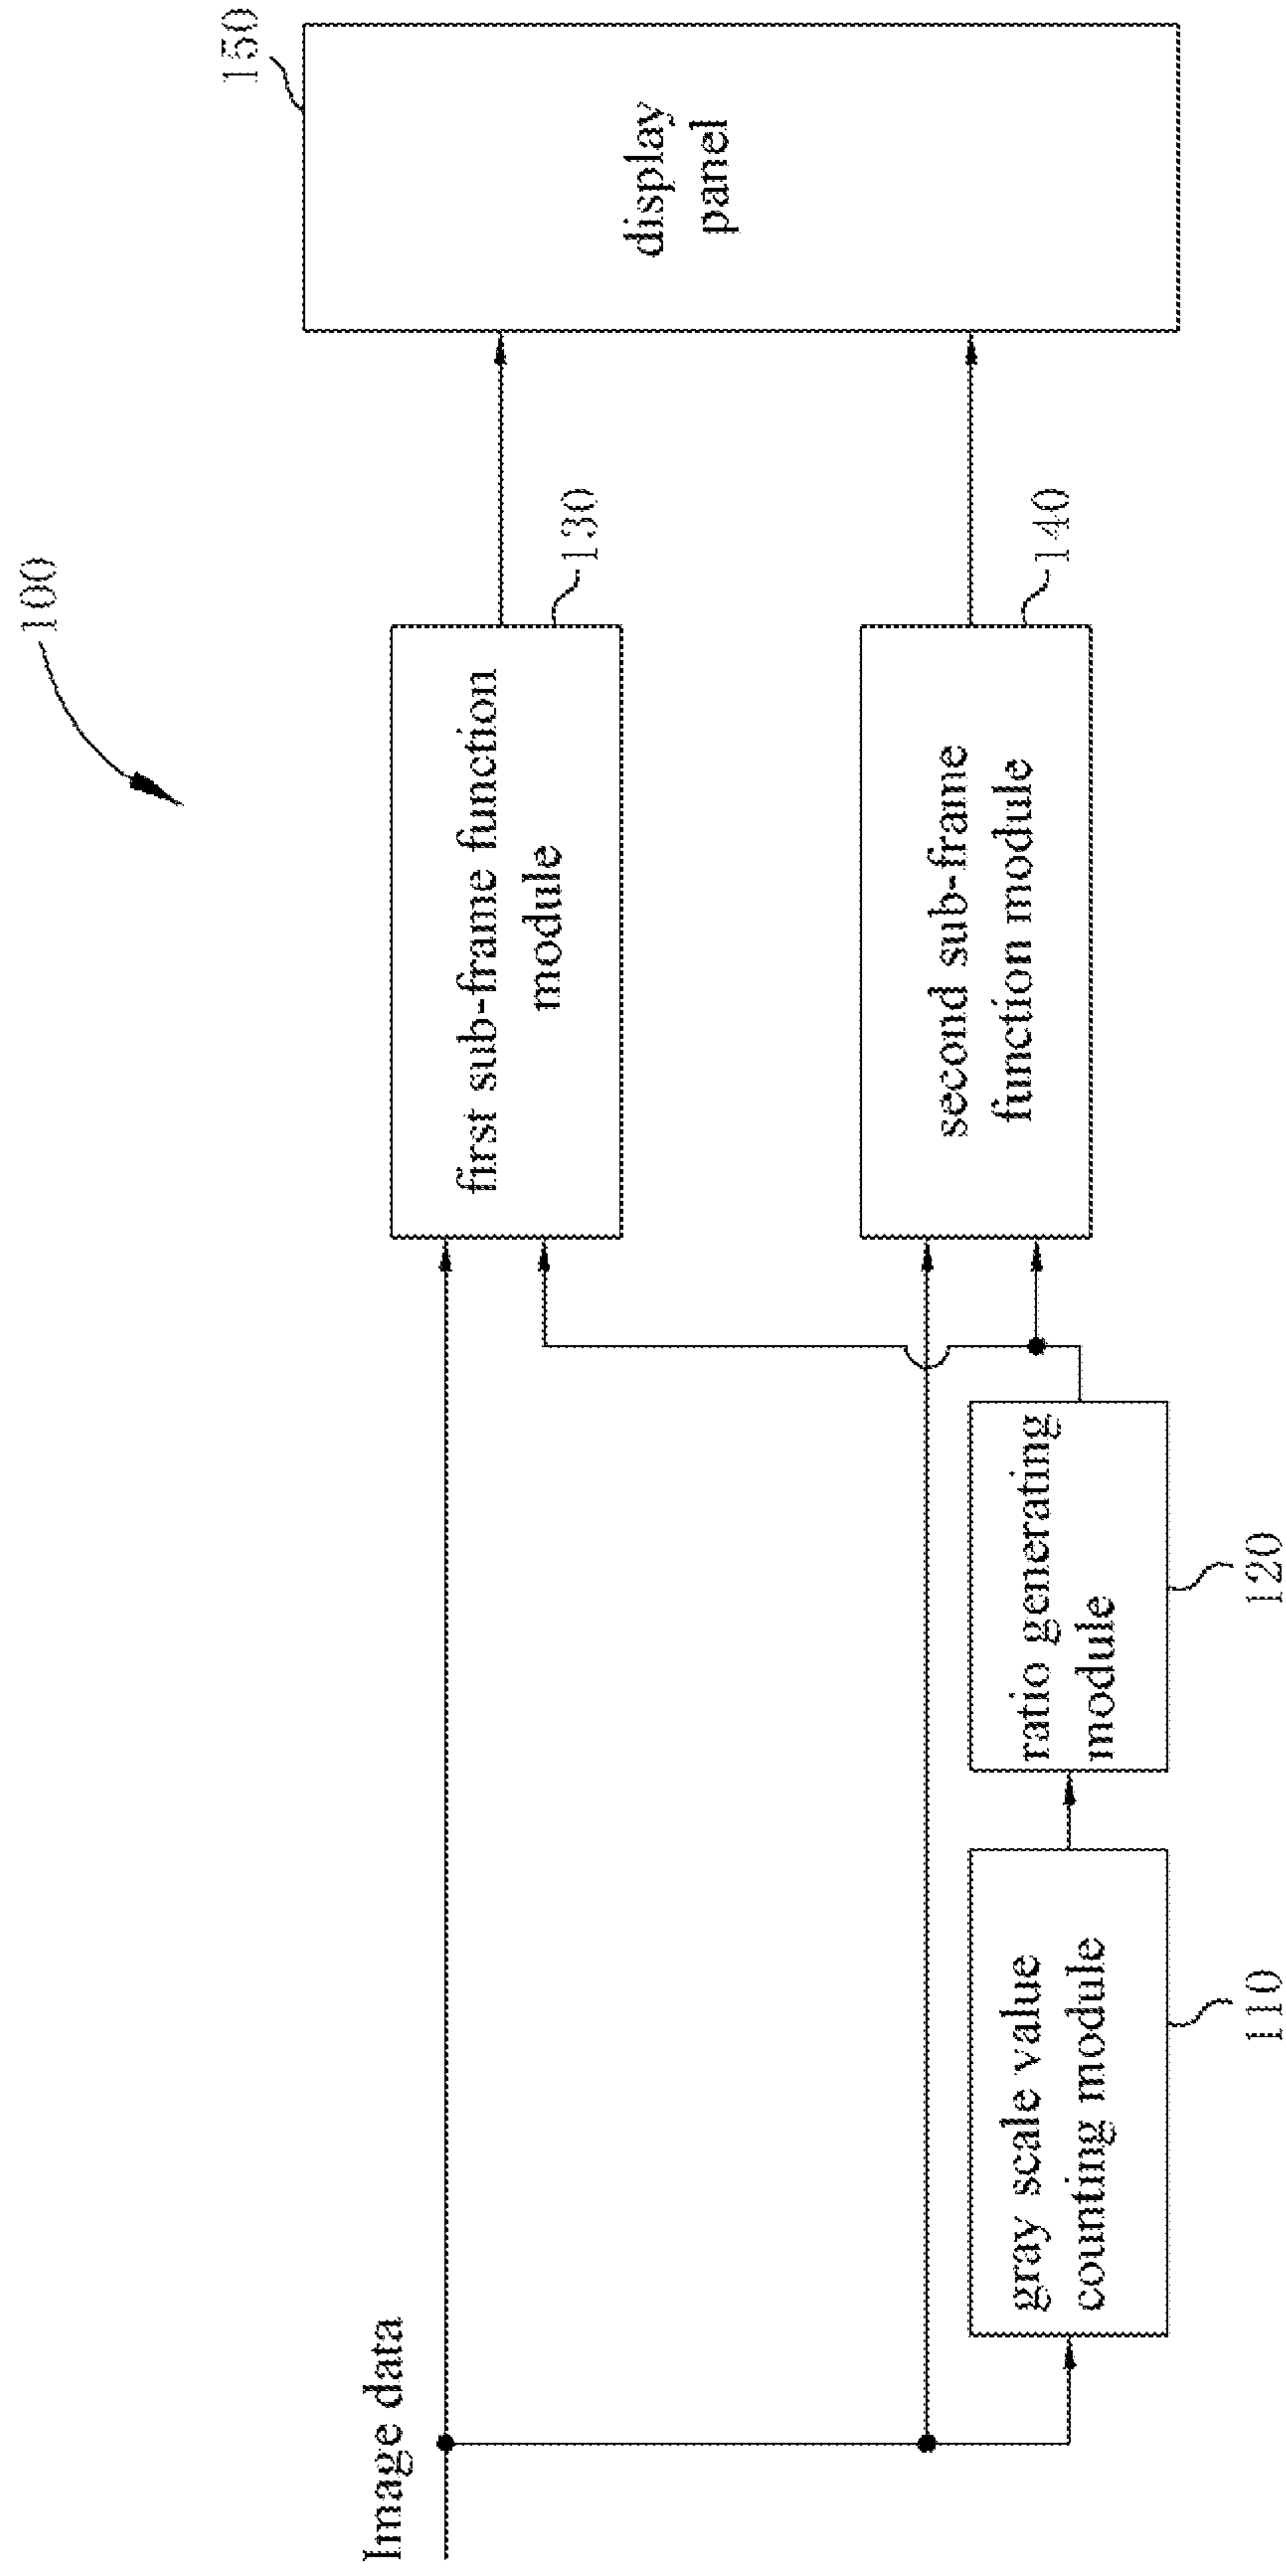 100
Image data
first sub-frame function
module
130
second sub-frame
function module
140
display
panel
150
gray scale value
counting module
110
ratio generating
module
120